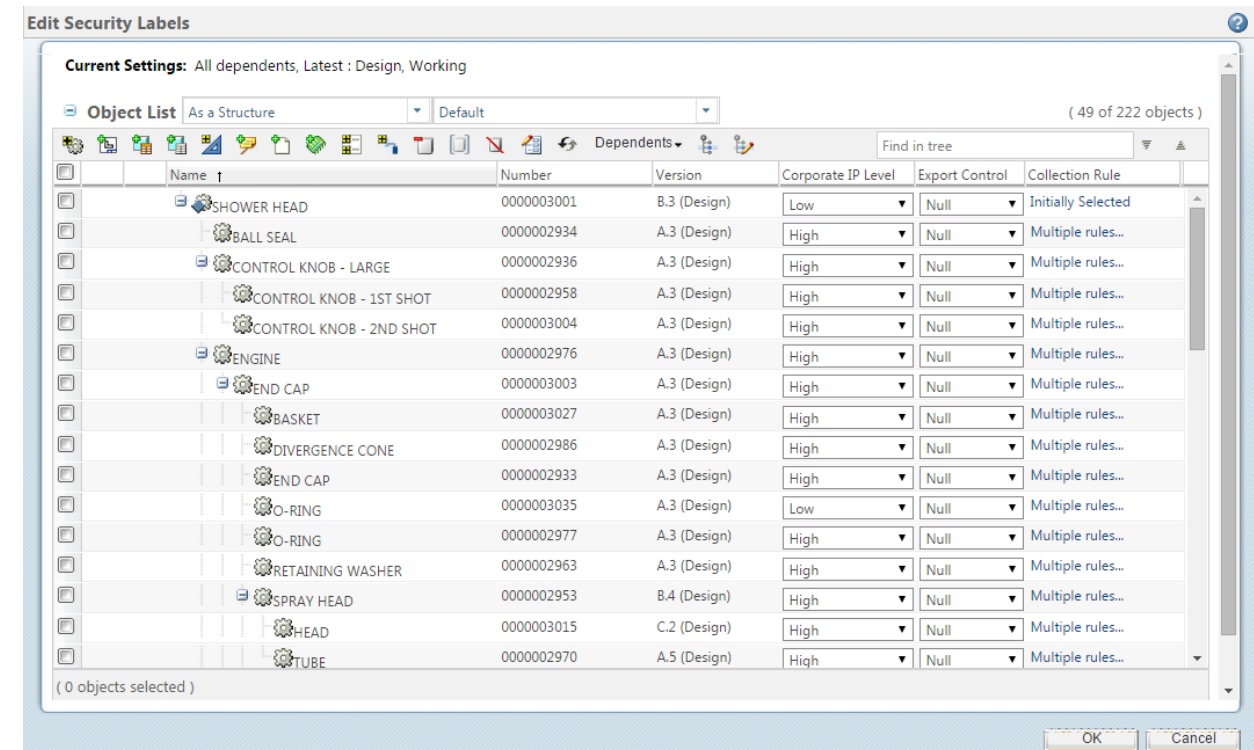 Edit Security Labels
Current Settings: All dependents, Latest : Design, Working
Object List As a Structure Default ( 49 of 222 objects )
Dependents Find in tree
Name Number Version Corporate IP Level Export Control Collection Rule
SHOWER HEAD 0000003001 B.3 (Design) Low Null Initially Selected
BALL SEAL 0000002934 A.3 (Design) High Null Multiple rules...
CONTROL KNOB - LARGE 0000002936 A.3 (Design) High Null Multiple rules...
CONTROL KNOB - 1ST SHOT 0000002958 A.3 (Design) High Null Multiple rules...
CONTROL KNOB - 2ND SHOT 0000003004 A.3 (Design) High Null Multiple rules...
ENGINE 0000002976 A.3 (Design) High Null Multiple rules...
END CAP 0000003003 A.3 (Design) High Null Multiple rules...
BASKET 0000003027 A.3 (Design) High Null Multiple rules...
DIVERGENCE CONE 0000002986 A.3 (Design) High Null Multiple rules...
END CAP 0000002933 A.3 (Design) High Null Multiple rules...
O-RING 0000003035 A.3 (Design) Low Null Multiple rules...
O-RING 0000002977 A.3 (Design) High Null Multiple rules...
RETAINING WASHER 0000002963 A.3 (Design) High Null Multiple rules...
SPRAY HEAD 0000002953 B.4 (Design) High Null Multiple rules...
HEAD 0000003015 C.2 (Design) High Null Multiple rules...
TUBE 0000002970 A.5 (Design) High Null Multiple rules...
( 0 objects selected )
OK Cancel